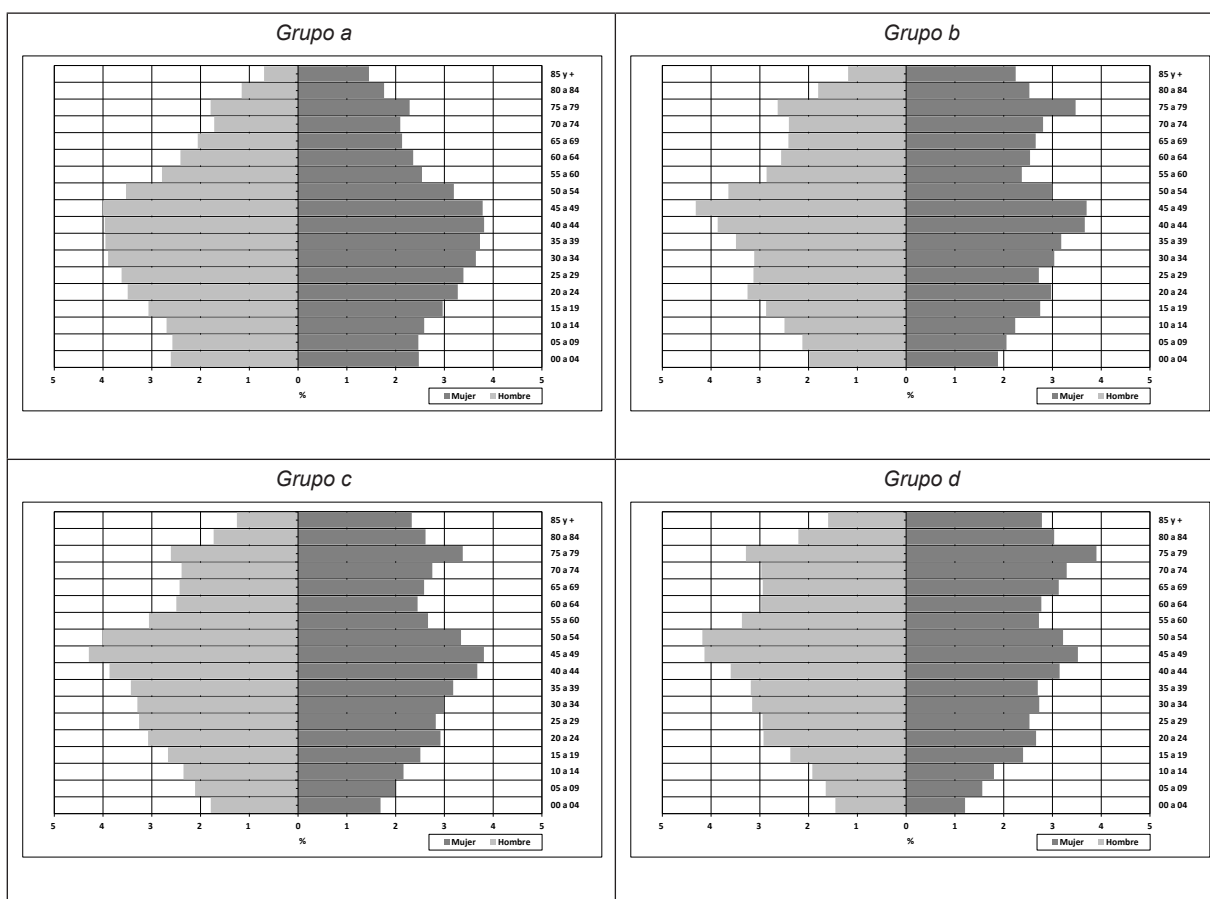 Grupo a
85 y +
80 a 84
75 a 79
70 a 74
65 a 69
60 a 64
55 a 60
50 a 54
45 a 49
40 a 44
35 a 39
30 a 34
25 a 29
20 a 24
15 a 19
10 a 14
05 a 09
00 a 04
5 4 3 2 1 0 1 2 3 4 5
%
Mujer Hombre
Grupo b
85 y +
80 a 84
75 a 79
70 a 74
65 a 69
60 a 64
55 a 60
50 a 54
45 a 49
40 a 44
35 a 39
30 a 34
25 a 29
20 a 24
15 a 19
10 a 14
05 a 09
00 a 04
5 4 3 2 1 0 1 2 3 4 5
%
Mujer Hombre
Grupo c
85 y +
80 a 84
75 a 79
70 a 74
65 a 69
60 a 64
55 a 60
50 a 54
45 a 49
40 a 44
35 a 39
30 a 34
25 a 29
20 a 24
15 a 19
10 a 14
05 a 09
00 a 04
5 4 3 2 1 0 1 2 3 4 5
%
Mujer Hombre
Grupo d
85 y +
80 a 84
75 a 79
70 a 74
65 a 69
60 a 64
55 a 60
50 a 54
45 a 49
40 a 44
35 a 39
30 a 34
25 a 29
20 a 24
15 a 19
10 a 14
05 a 09
00 a 04
5 4 3 2 1 0 1 2 3 4 5
%
Mujer Hombre